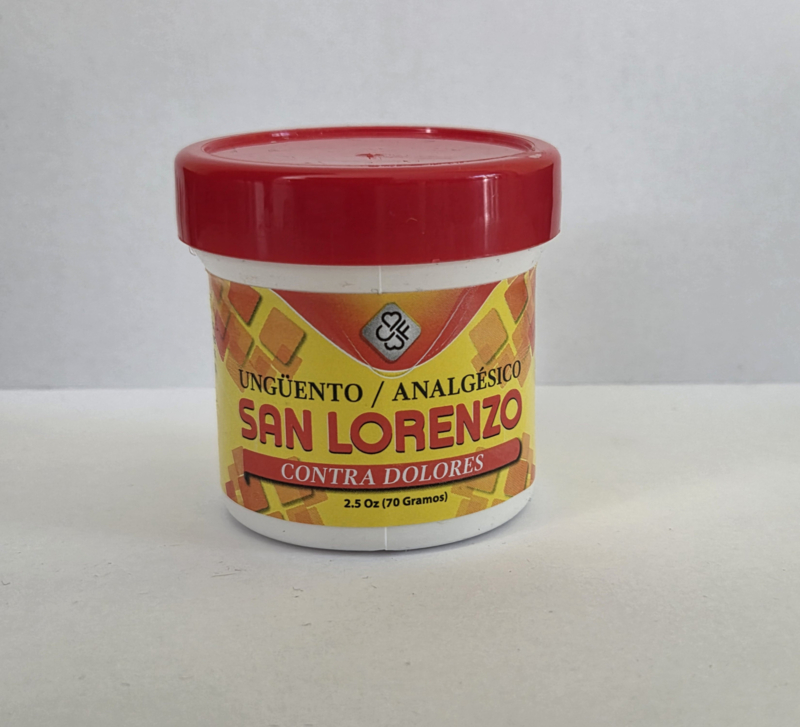 UNGÜENTO / ANALGÉSICO
SAN LORENZO
CONTRA DOLORES
2.5 Oz (70 Gramos)